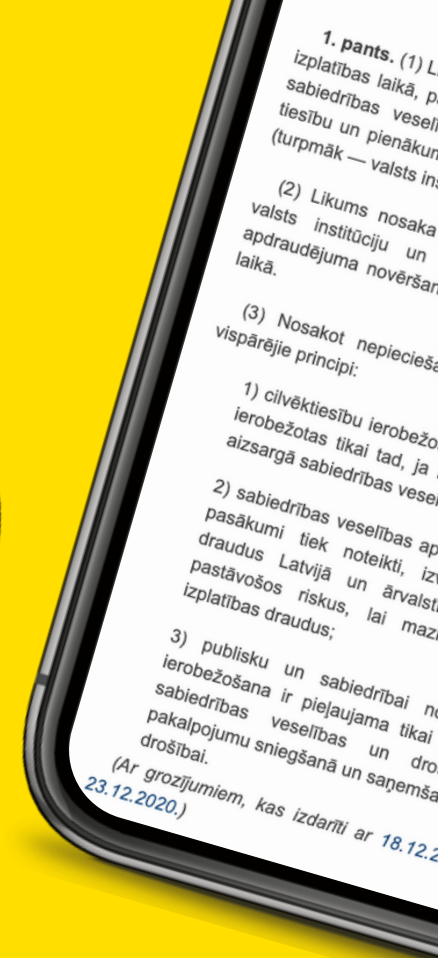 1. pants. (1) L
izplatības laikā, p
sabiedrības veselī
tiesību un pienākum
(turpmāk — valsts ins
(2) Likums nosaka
valsts institūciju un
apdraudējuma novēršan
laikā.
(3) Nosakot nepiecieša
vispārējie principi:
1) cilvēktiesību ierobežo
ierobežotas tikai tad, ja
aizsargā sabiedrības vesel
2) sabiedrības veselības ap
pasākumi tiek noteikti, izv
draudus Latvijā un ārvalst
pastāvošos riskus, lai mazi
izplatības draudus;
3) publisku un sabiedrībai no
ierobežošana ir pieļaujama tikai
sabiedrības veselības un dro
pakalpojumu sniegšanā un saņemša
drošībai.
(Ar grozījumiem, kas izdarīti ar 18.12.2
23.12.2020.)